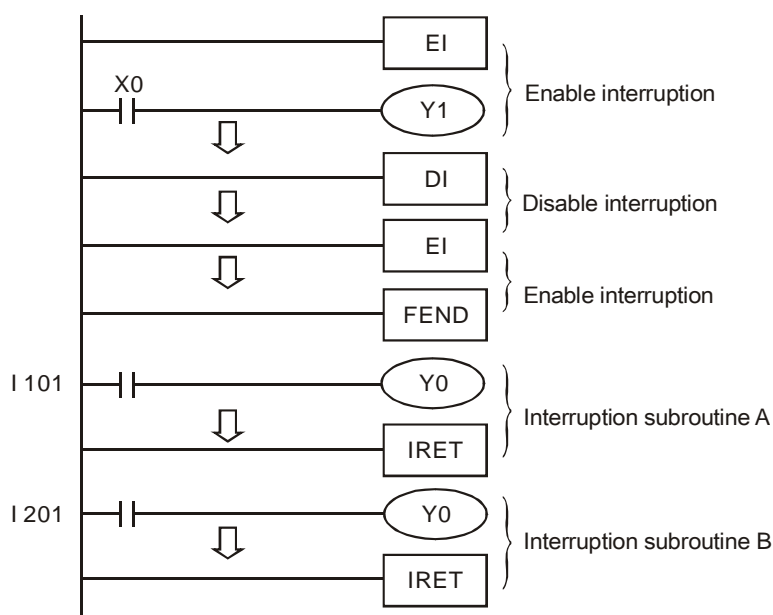 EI
Enable interruption
X0
Y1
DI
Disable interruption
EI
Enable interruption
FEND
I 101
Y0
Interruption subroutine A
IRET
I 201
Y0
Interruption subroutine B
IRET